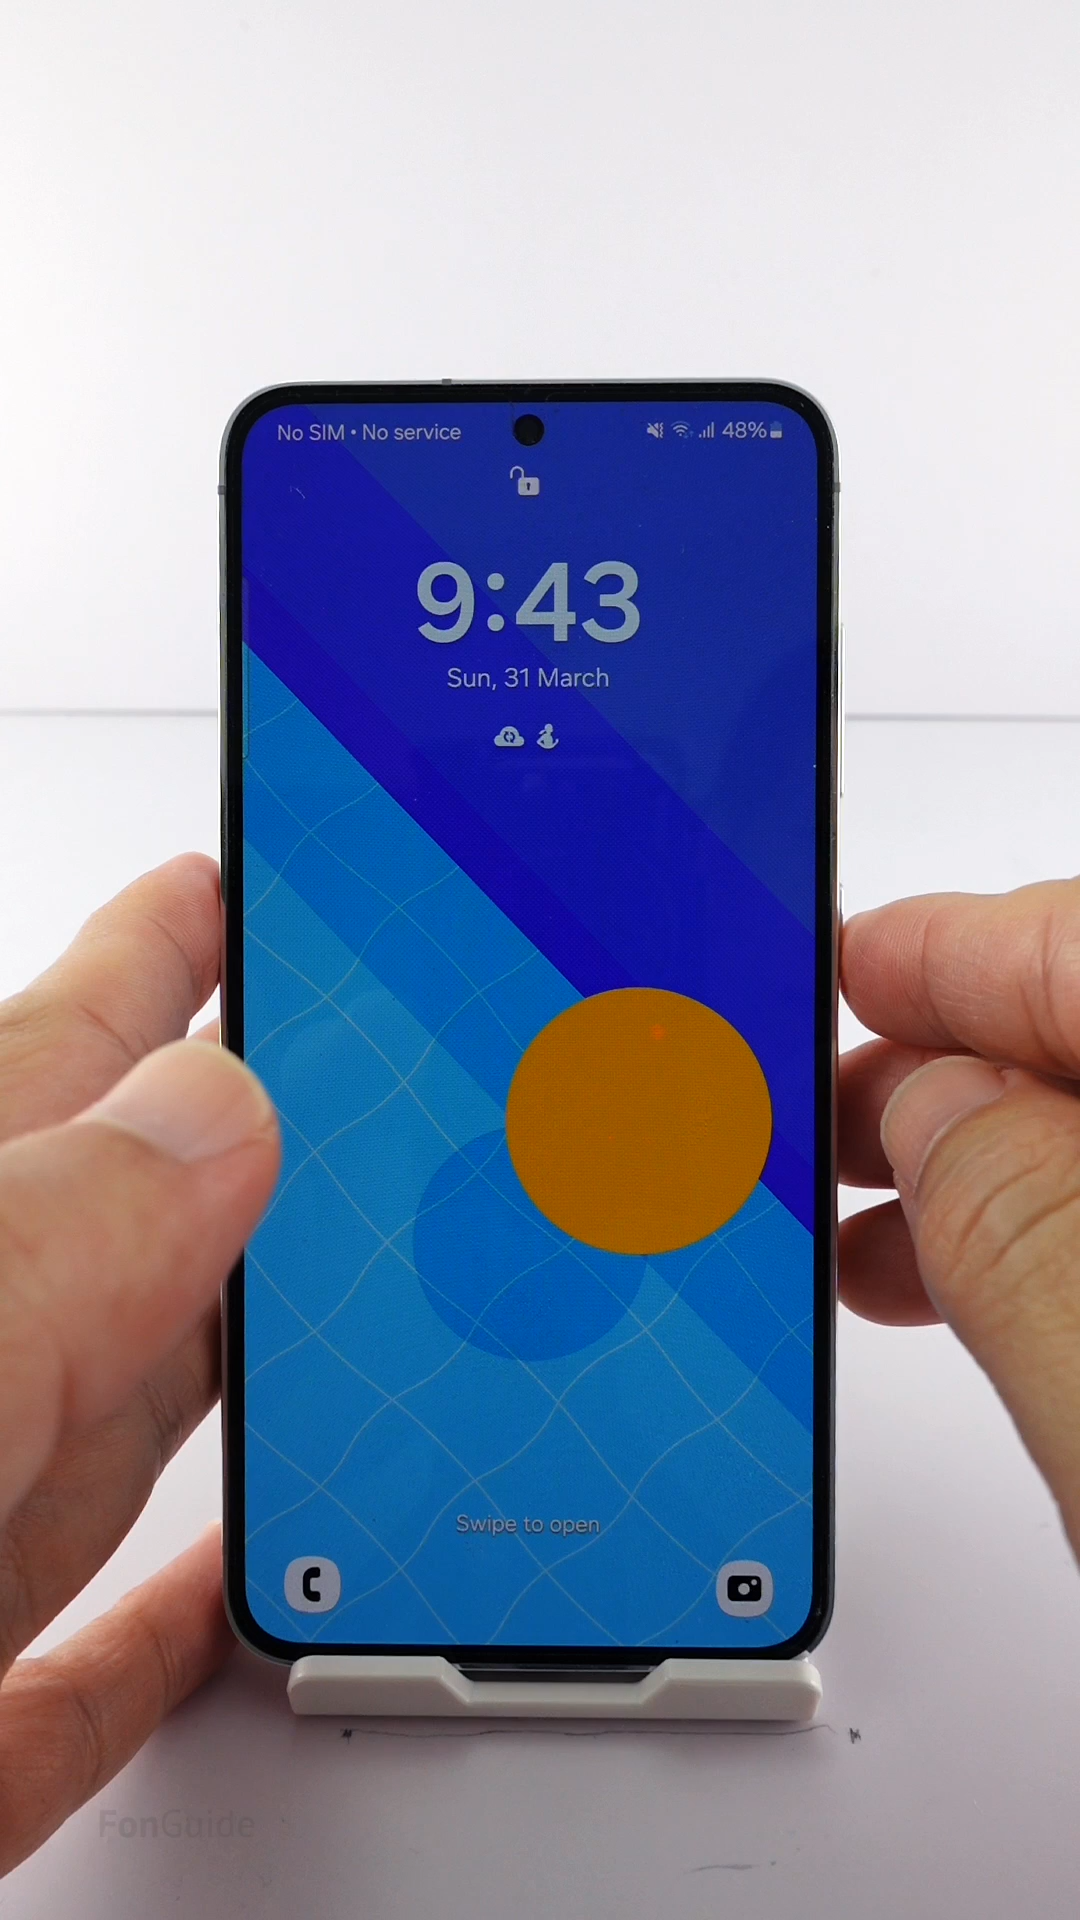 No SIM • No service 48%
9:43
Sun, 31 March
Swipe to open
FonGuide